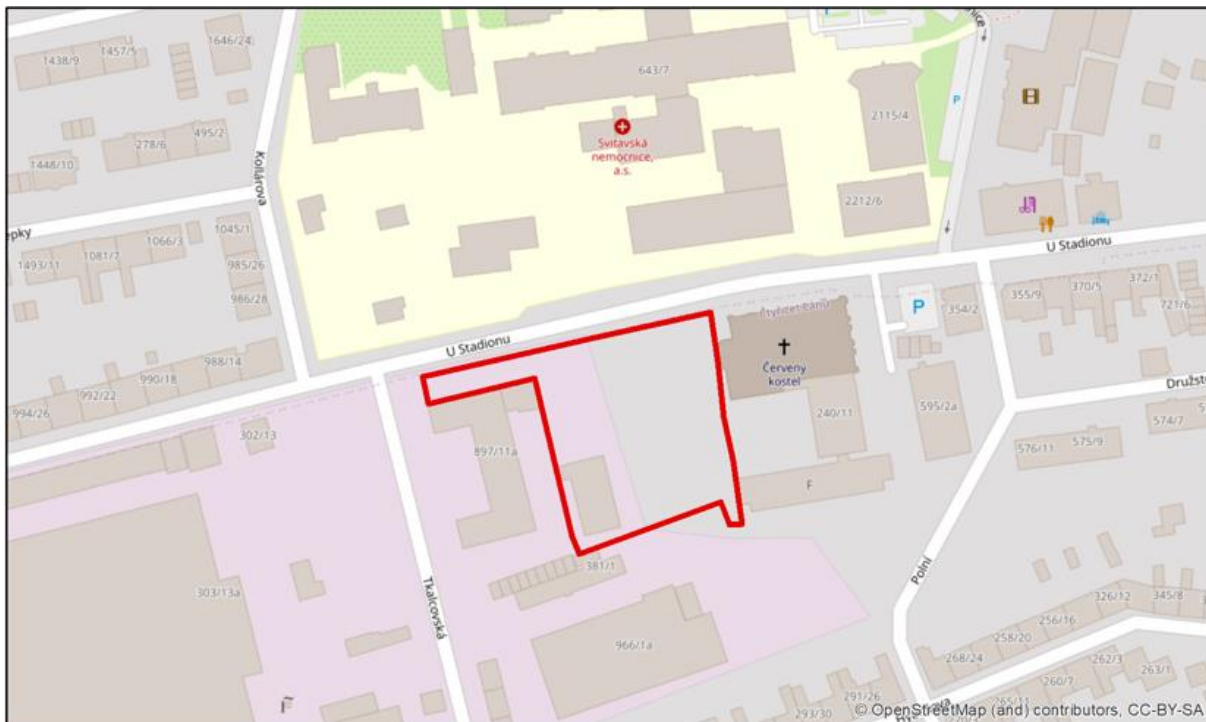 1646/24
1457/5
1438/9
643/7
P
2115/4
Svitavská
nemocnice,
a.s.
495/2
278/6
1448/10
Kollárova
2212/6
1045/1
1066/3
1081/7
1493/11
985/26
986/28
U Stadionu
372/1
370/5
355/9
721/6
P
354/2
Čtyřicet Lánů
U Stadionu
988/14
990/18
992/22
994/26
Červený
kostel
240/11
595/2a
574/7
576/11
575/9
302/13
897/11a
F
381/1
303/13a
Tkalcovská
966/1a
Polní
326/12
345/8
256/16
258/20
268/24
262/3
263/1
260/7
265/11
291/26
293/30
© OpenStreetMap (and) contributors, CC-BY-SA